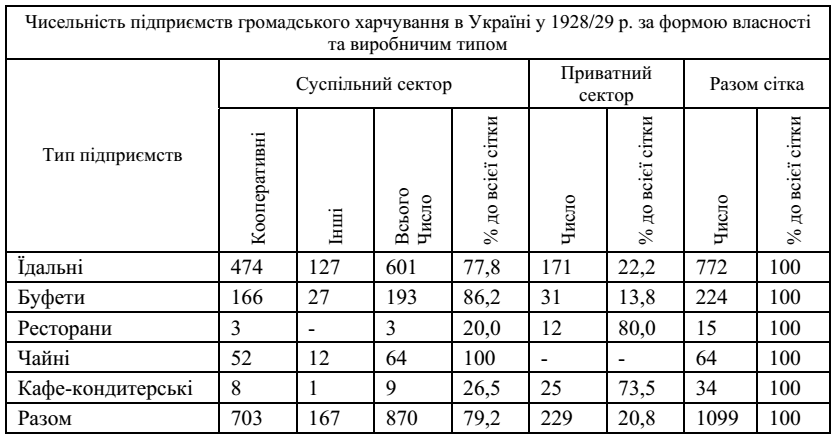 Чисельність підприємств громадського харчування в Україні у 1928/29 р. за формою власності
та виробничим типом
Тип підприємств
Суспільний сектор
Приватний
сектор
Разом сітка
Кооперативні
Інші
Всього
Число
% до всієї сітки
Число
% до всієї сітки
Число
% до всієї сітки
Їдальні 474 127 601 77,8 171 22,2 772 100
Буфети 166 27 193 86,2 31 13,8 224 100
Ресторани 3 - 3 20,0 12 80,0 15 100
Чайні 52 12 64 100 - - 64 100
Кафе-кондитерські 8 1 9 26,5 25 73,5 34 100
Разом 703 167 870 79,2 229 20,8 1099 100